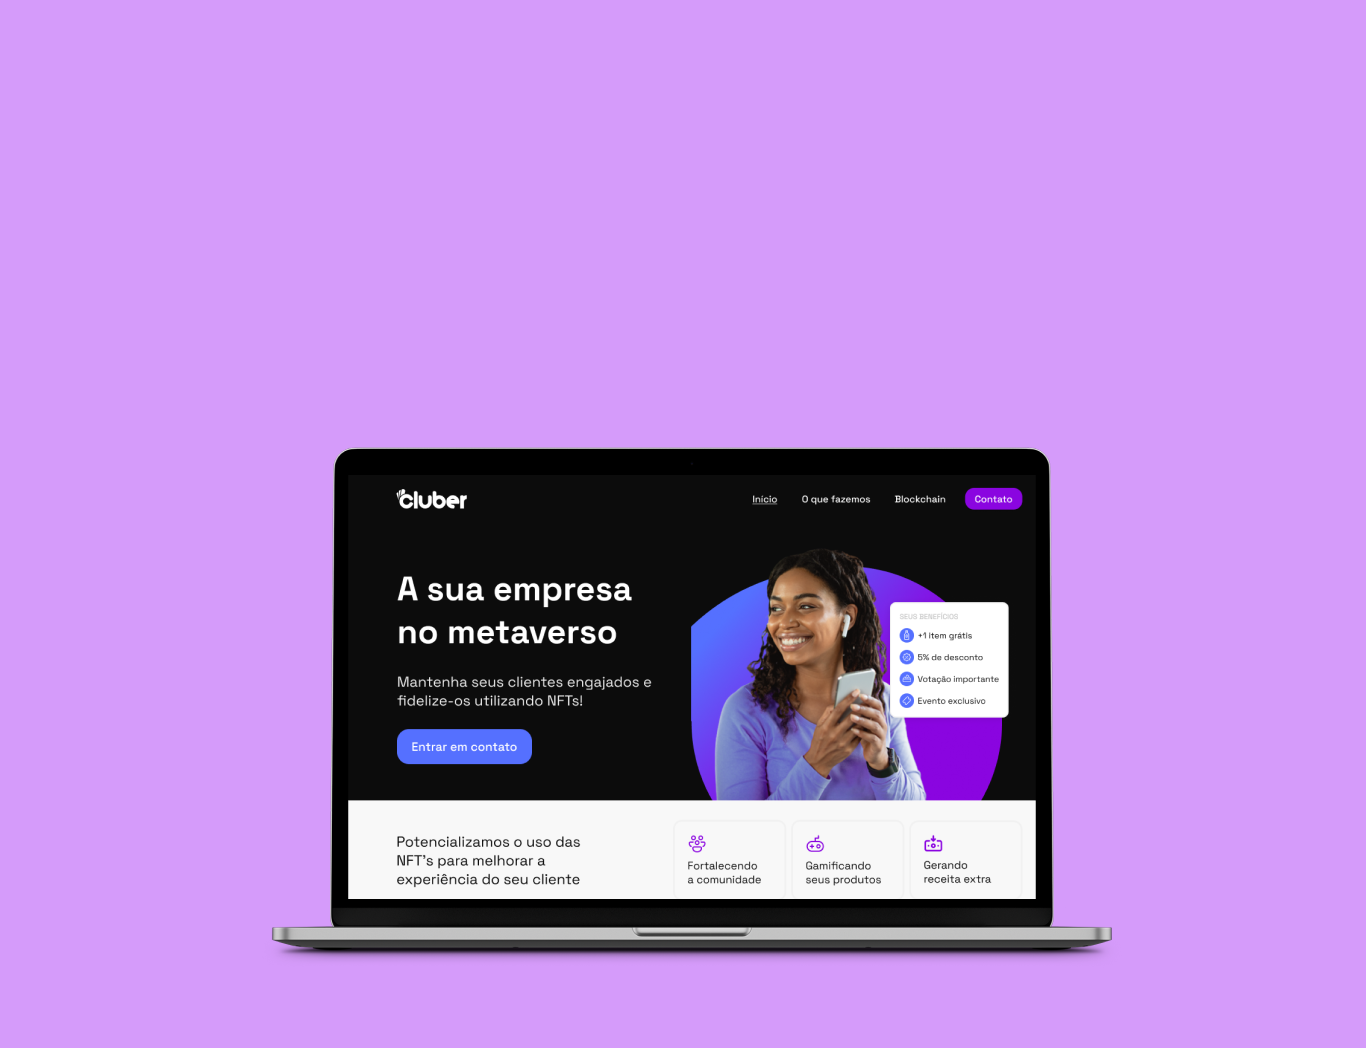 cluber
Início
O que fazemos
Blockchain
Contato
A sua empresa
no metaverso
Mantenha seus clientes engajados e
fidelize-os utilizando NFTs!
Entrar em contato
SEUS BENEFÍCIOS
+1 item grátis
5% de desconto
Votação importante
Evento exclusivo
Potencializamos o uso das
NFT's para melhorar a
experiência do seu cliente
Fortalecendo
a comunidade
Gamificando
seus produtos
Gerando
receita extra